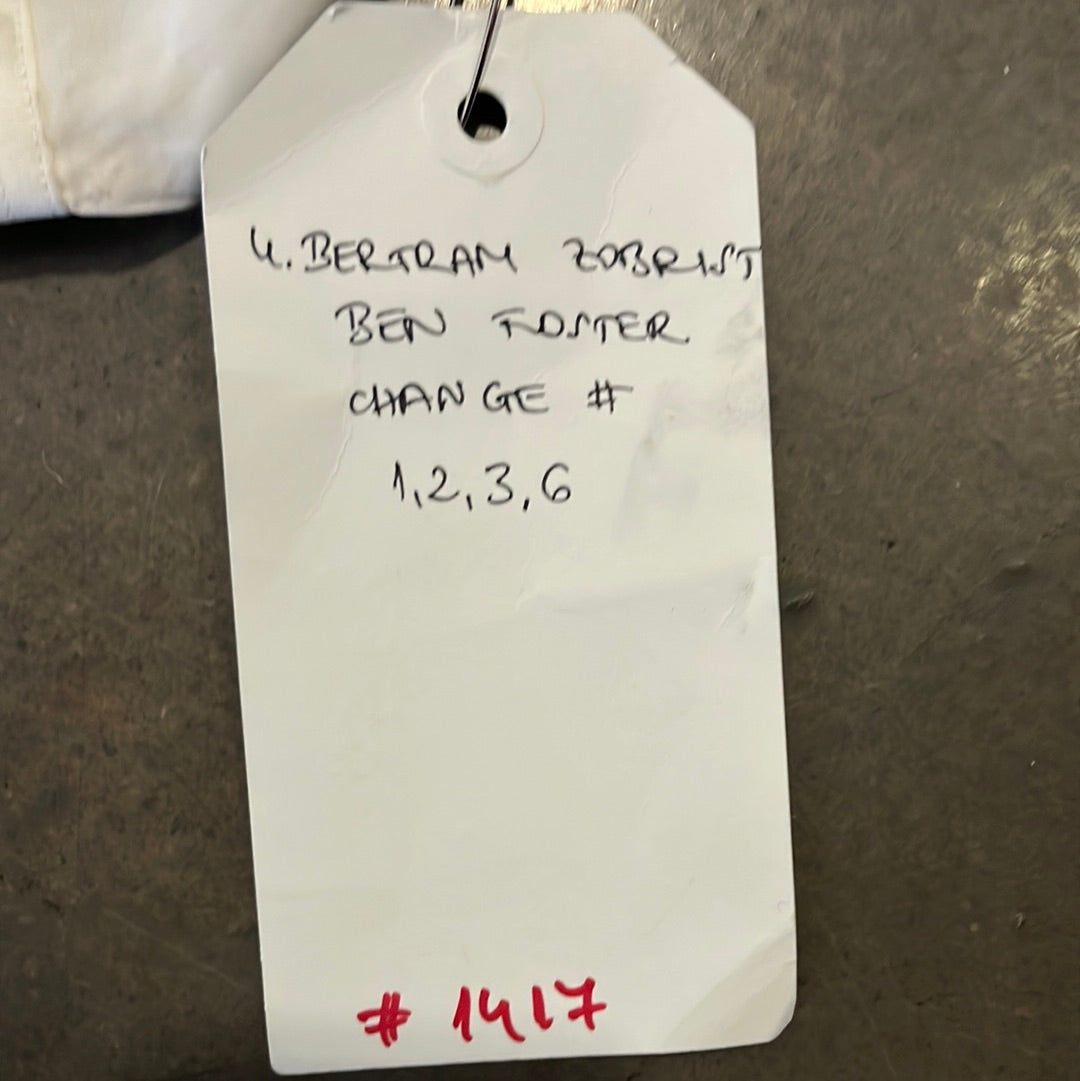 4. BERTRAM ZOBRIST
BEN FOSTER
CHANGE #
1,2,3,6
# 1417